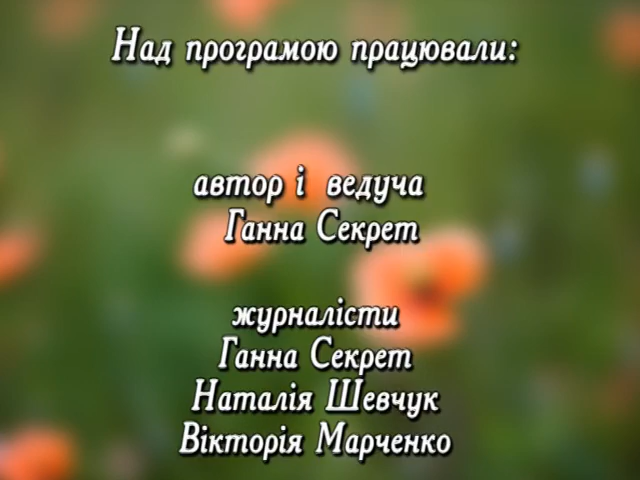 Над програмою працювали:
автор і ведуча
Ганна Секрет
журналісти
Ганна Секрет
Наталія Шевчук
Вікторія Марченко